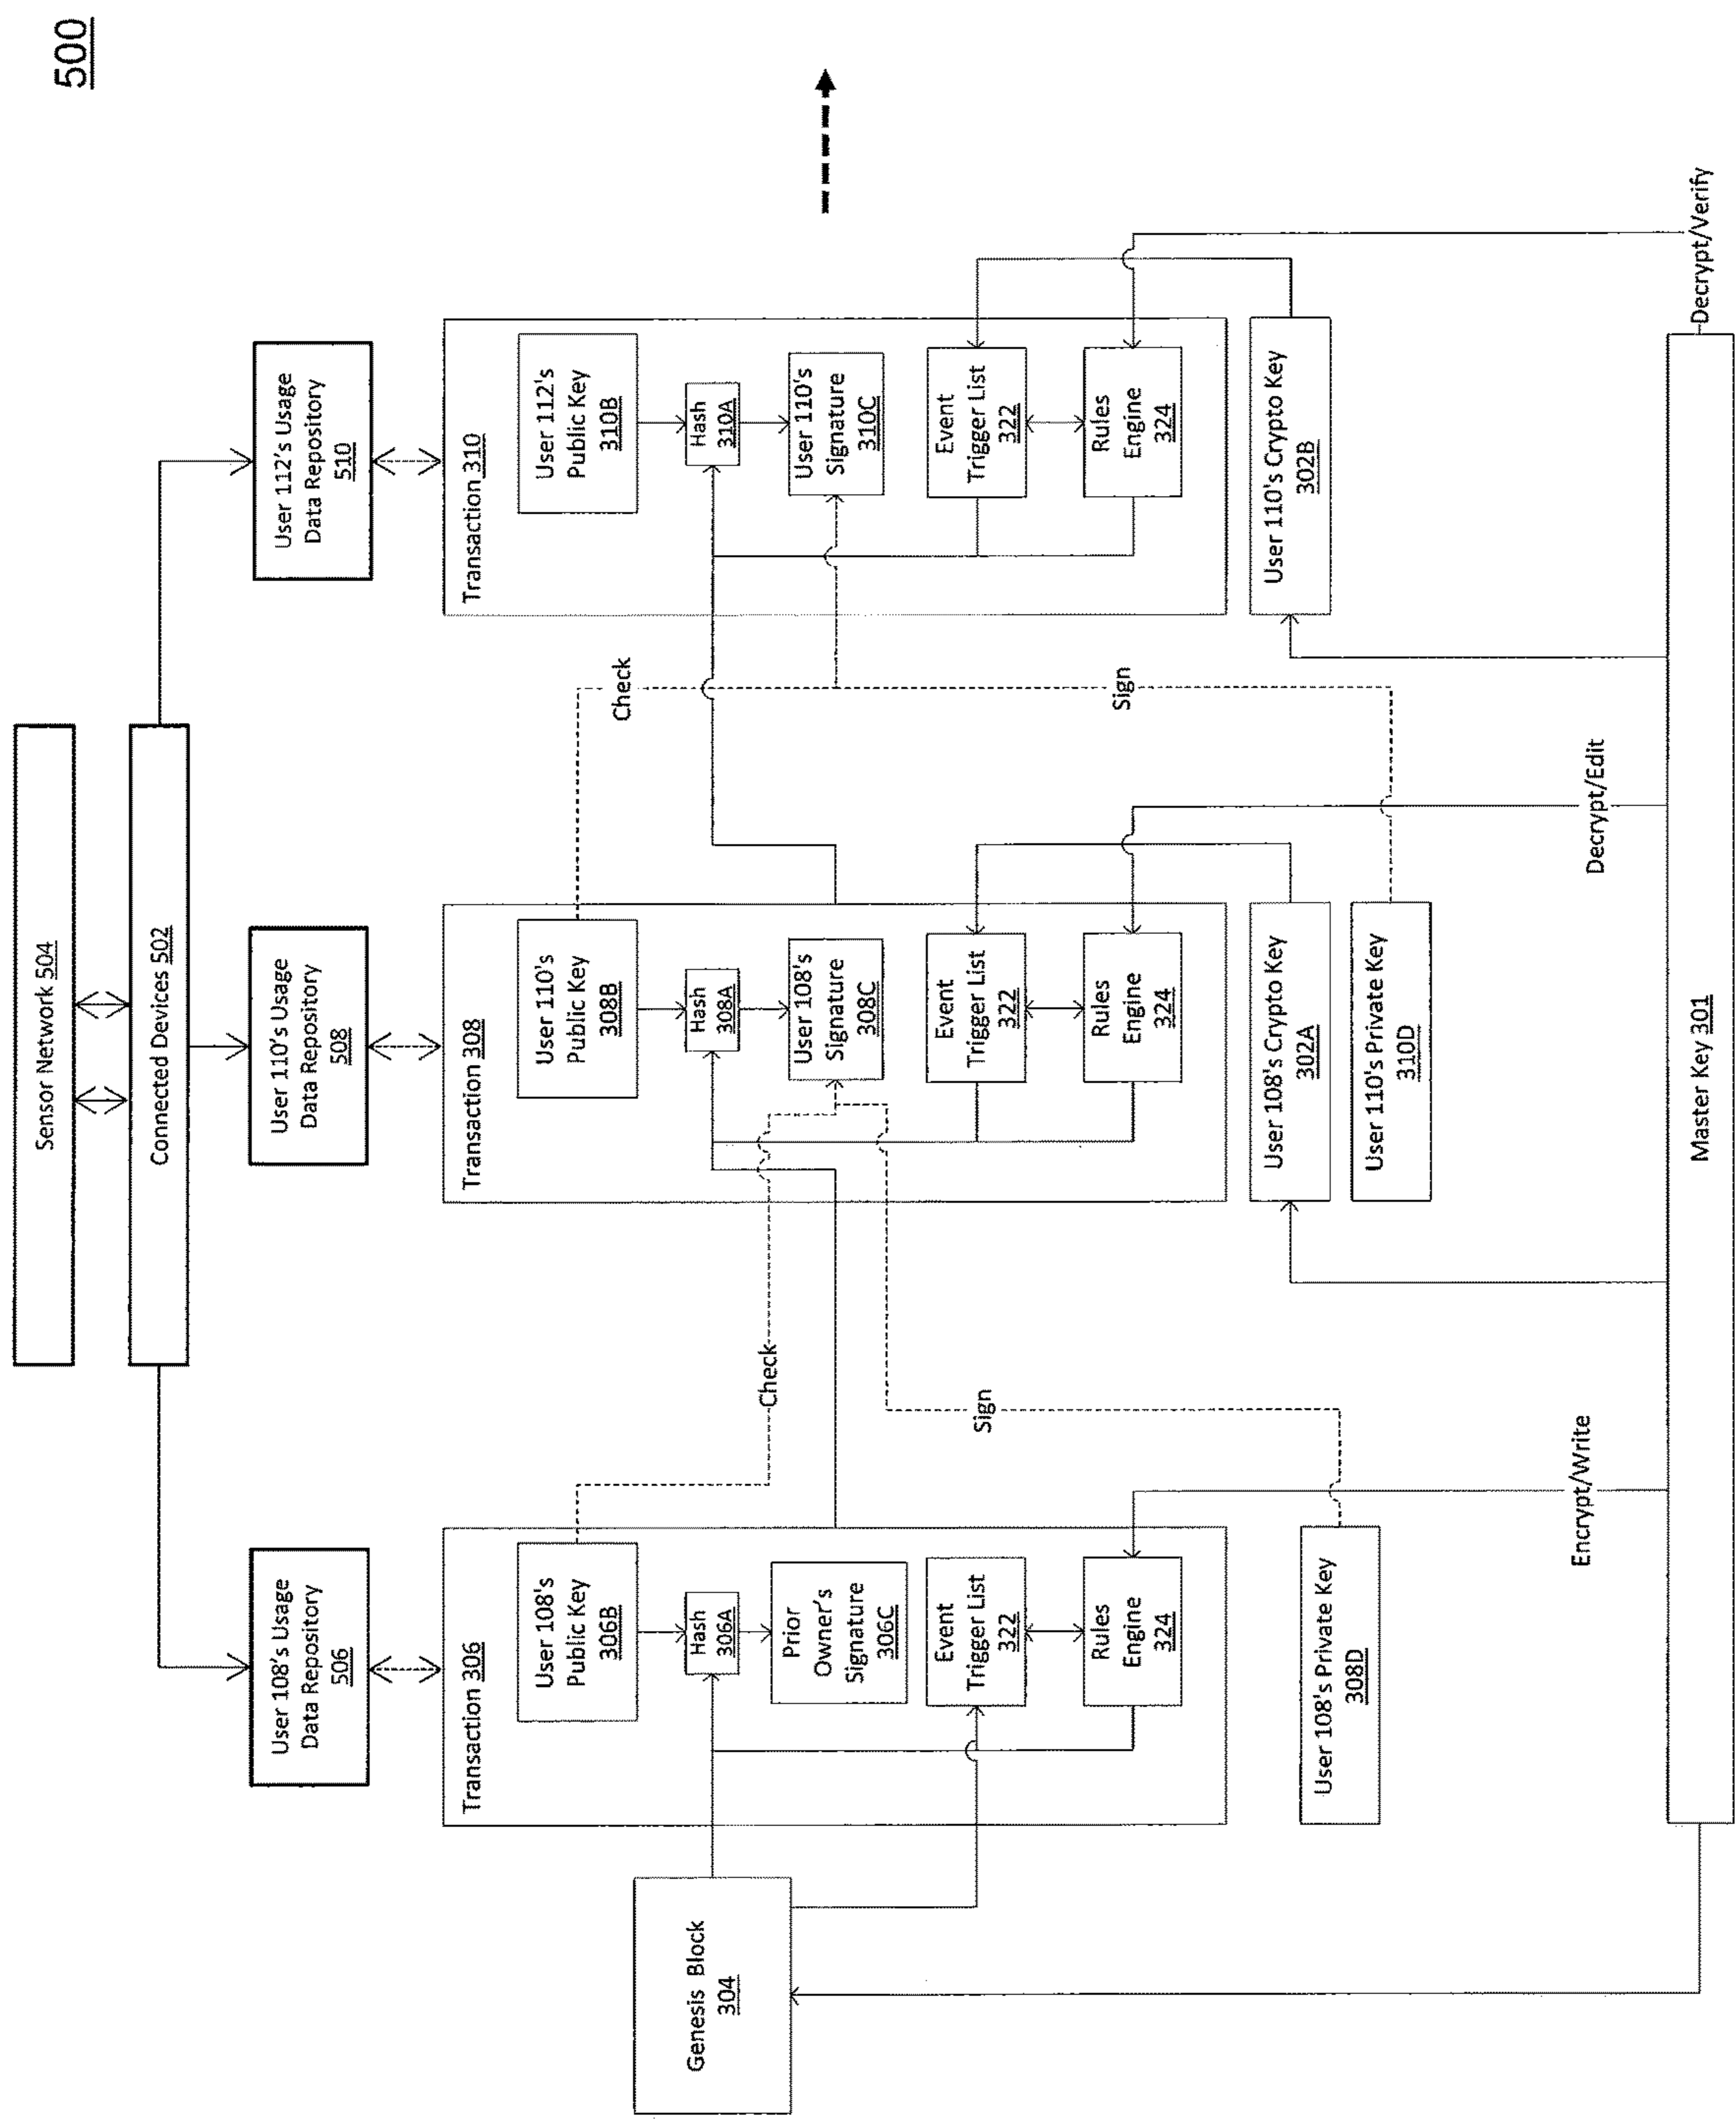 500
Sensor Network 504
Connected Devices 502
User 108's Usage
Data Repository
506
User 110's Usage
Data Repository
508
User 112's Usage
Data Repository
510
Genesis Block
304
Transaction 306
User 108's
Public Key
306B
Hash
306A
Prior
Owner's
Signature
306C
Event
Trigger List
322
Rules
Engine
324
Check
Sign
Transaction 308
User 110's
Public Key
308B
Hash
308A
User 108's
Signature
308C
Event
Trigger List
322
Rules
Engine
324
Check
Sign
Transaction 310
User 112's
Public Key
310B
Hash
310A
User 110's
Signature
310C
Event
Trigger List
322
Rules
Engine
324
User 108's Private Key
308D
User 108's Crypto Key
302A
User 110's Private Key
310D
User 110's Crypto Key
302B
Encrypt/Write
Decrypt/Edit
Decrypt/Verify
Master Key 301